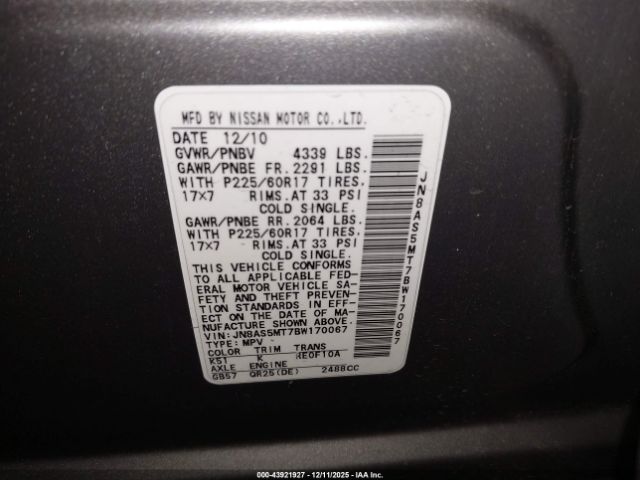 MFD BY NISSAN MOTOR CO.,LTD.
DATE 12/10
GVWR/PNBV 4339 LBS.
GAWR/PNBE FR. 2291 LBS.
WITH P225/60R17 TIRES.
17×7 RIMS.AT 33 PSI
COLD SINGLE.
GAWR/PNBE RR. 2064 LBS.
WITH P225/60R17 TIRES.
17×7 RIMS.AT 33 PSI
COLD SINGLE.
THIS VEHICLE CONFORMS
TO ALL APPLICABLE FED-
ERAL MOTOR VEHICLE SA-
FETY AND THEFT PREVEN-
TION STANDARDS IN EFF-
ECT ON THE DATE OF MA-
NUFACTURE SHOWN ABOVE.
VIN:JN8AS5MT7BW170067
TYPE: MPV
COLOR TRIM TRANS
K51 K RE0F10A
AXLE ENGINE
GB57 QR25(DE) 2488CC
JN8AS5MT7BW170067
000-43921927 - 12/11/2025 - IAA Inc.